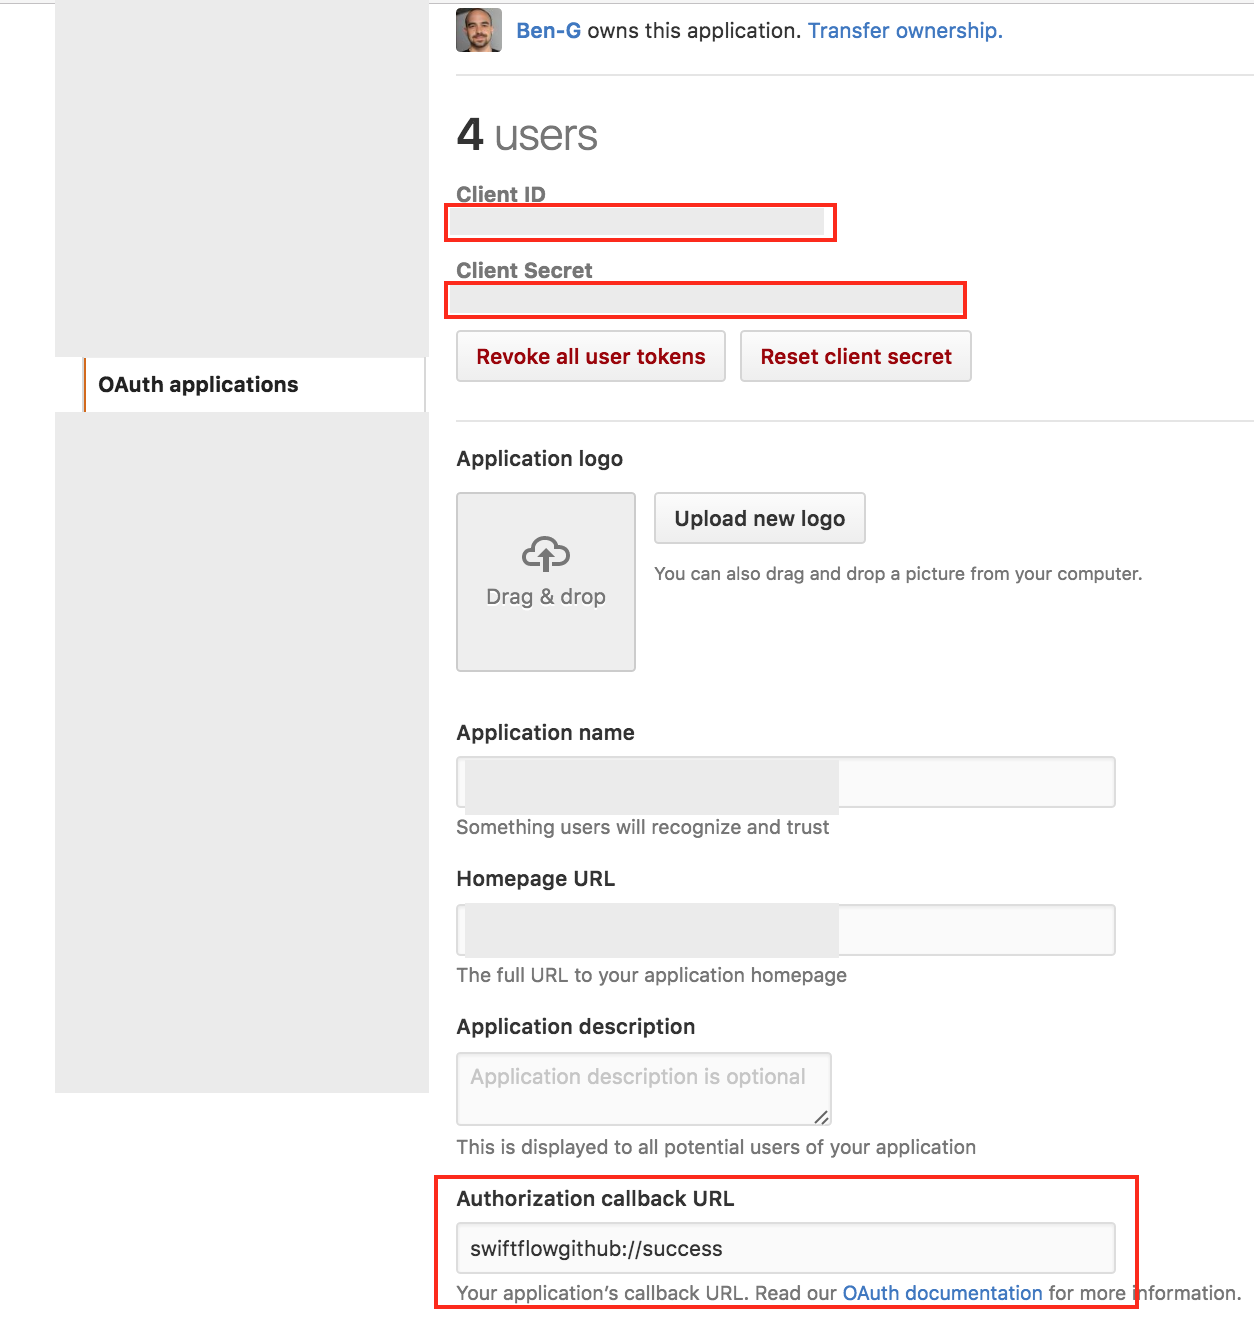 Ben-G owns this application. Transfer ownership.
4 users
Client ID
Client Secret
Revoke all user tokens
Reset client secret
OAuth applications
Application logo
Upload new logo
Drag & drop
You can also drag and drop a picture from your computer.
Application name
Something users will recognize and trust
Homepage URL
The full URL to your application homepage
Application description
Application description is optional
This is displayed to all potential users of your application
Authorization callback URL
swiftflowgithub://success
Your application's callback URL. Read our OAuth documentation for more information.